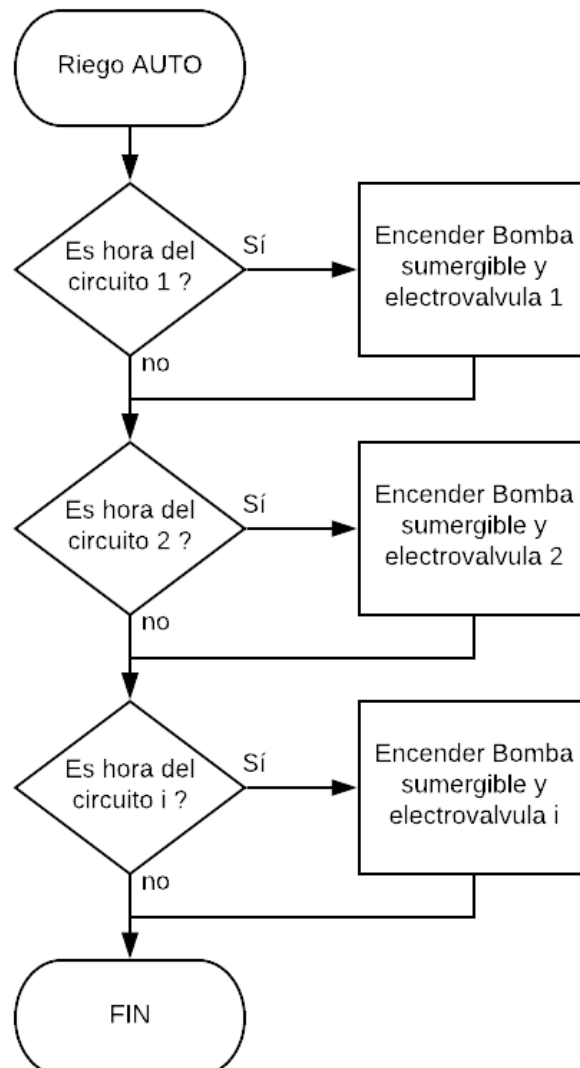 Riego AUTO
Es hora del
circuito 1 ?
Sí
Encender Bomba
sumergible y
electrovalvula 1
no
Es hora del
circuito 2 ?
Sí
Encender Bomba
sumergible y
electrovalvula 2
no
Es hora del
circuito i ?
Sí
Encender Bomba
sumergible y
electrovalvula i
no
FIN